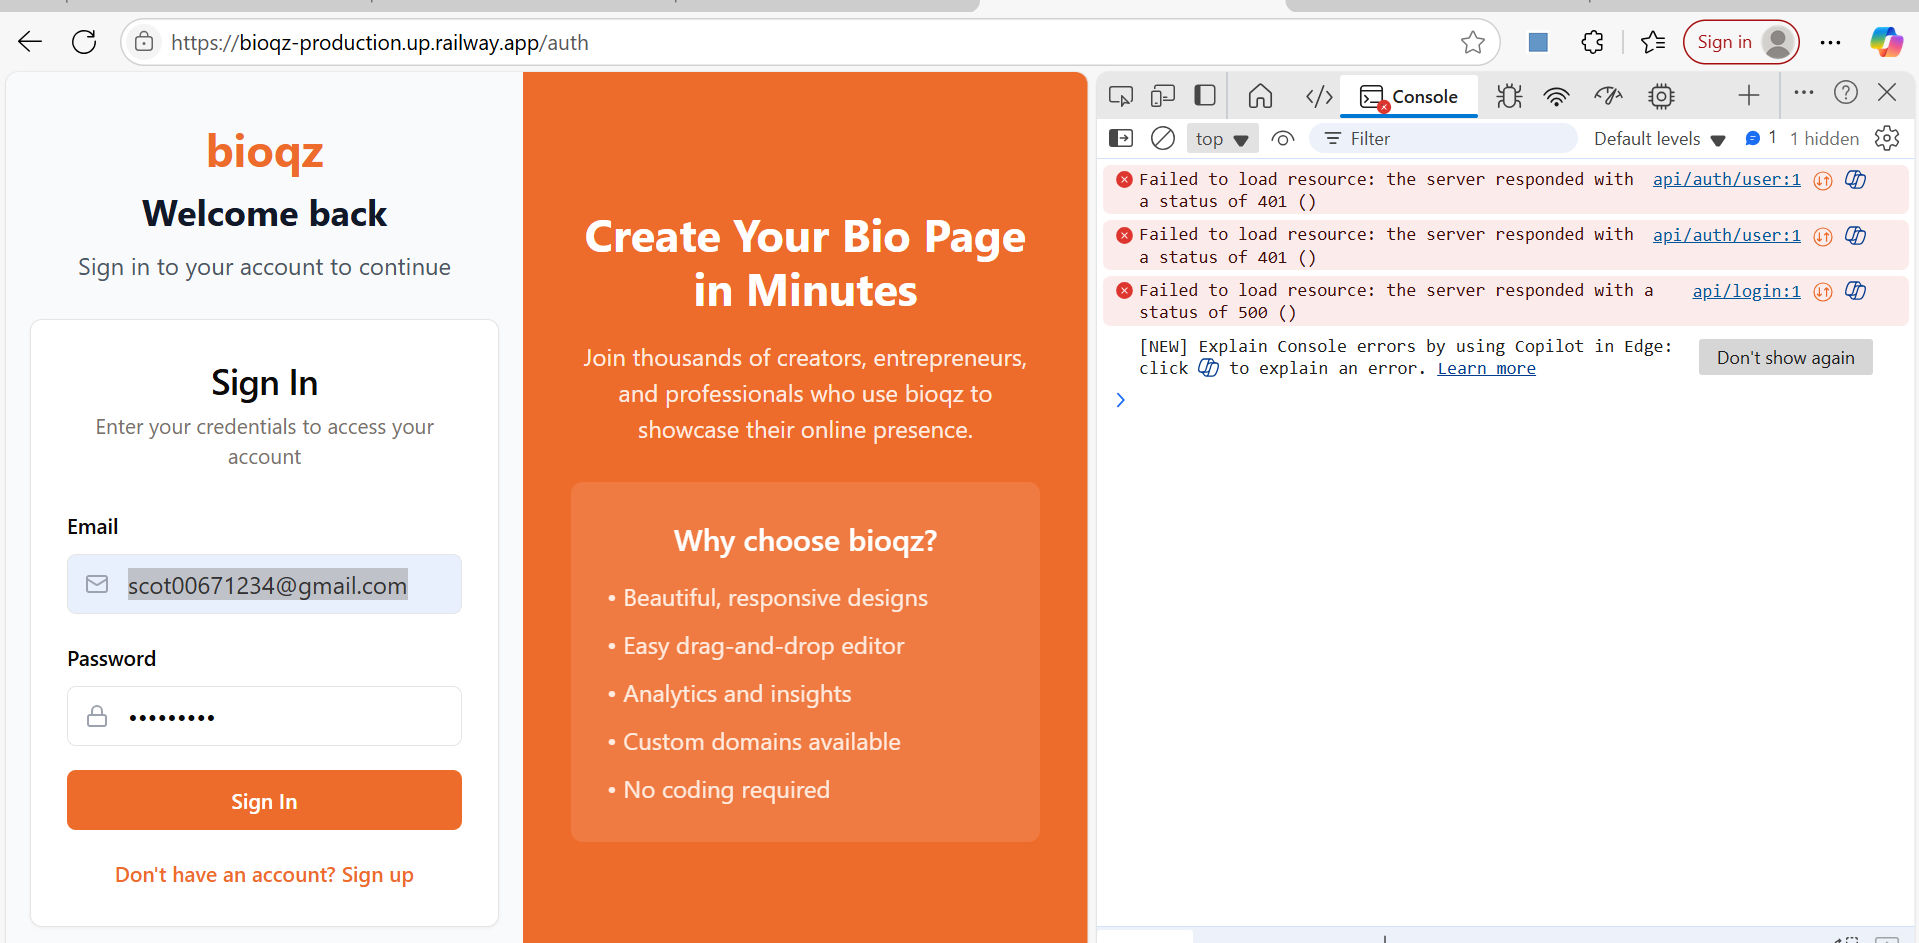 https://bioqz-production.up.railway.app/auth
Sign in
bioqz
Welcome back
Sign in to your account to continue
Sign In
Enter your credentials to access your
account
Email
scot00671234@gmail.com
Password
•••••••••
Sign In
Don't have an account? Sign up
Create Your Bio Page
in Minutes
Join thousands of creators, entrepreneurs,
and professionals who use bioqz to
showcase their online presence.
Why choose bioqz?
• Beautiful, responsive designs
• Easy drag-and-drop editor
• Analytics and insights
• Custom domains available
• No coding required
Console
top
Filter
Default levels
1
1 hidden
Failed to load resource: the server responded with api/auth/user:1
a status of 401 ()
Failed to load resource: the server responded with api/auth/user:1
a status of 401 ()
Failed to load resource: the server responded with a api/login:1
status of 500 ()
[NEW] Explain Console errors by using Copilot in Edge:
click to explain an error. Learn more
Don't show again